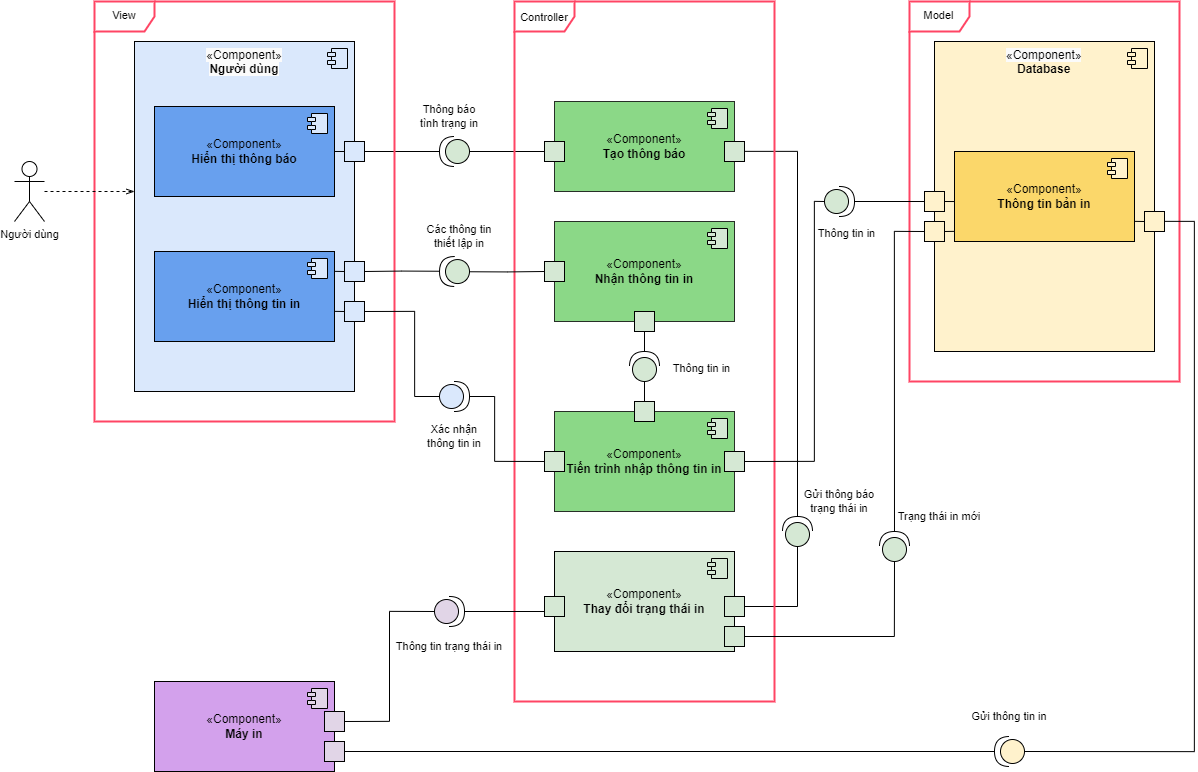 View
Controller
Model
«Component»
Người dùng
«Component»
Database
«Component»
Hiển thị thông báo
Thông báo
tình trạng in
«Component»
Tạo thông báo
«Component»
Thông tin bản in
Người dùng
Các thông tin
thiết lập in
Thông tin in
«Component»
Hiển thị thông tin in
«Component»
Nhận thông tin in
Thông tin in
Xác nhận
thông tin in
«Component»
Tiến trình nhập thông tin in
Gửi thông báo
trạng thái in
Trạng thái in mới
«Component»
Thay đổi trạng thái in
Thông tin trạng thái in
«Component»
Máy in
Gửi thông tin in